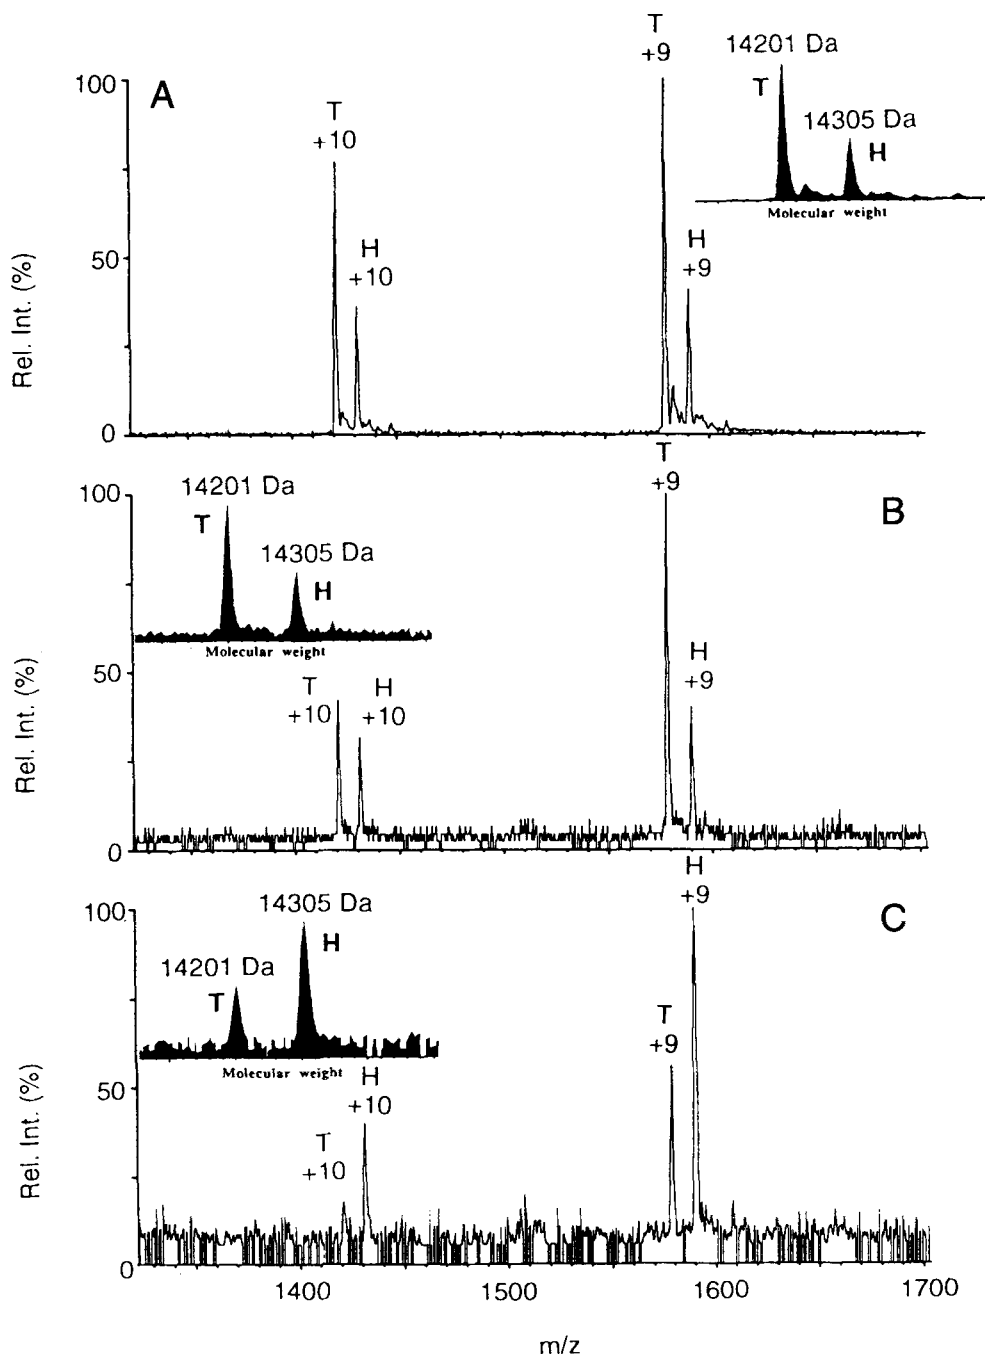 T
+9
14201 Da
T
14305 Da
H
Molecular weight
100
A
T
+10
H
+10
H
+9
50
Rel. Int. (%)
0
T
+9
100
B
14201 Da
T
14305 Da
H
Molecular weight
50
T
+10
H
+10
H
+9
Rel. Int. (%)
0
H
+9
100
C
14305 Da
H
14201 Da
T
Molecular weight
T
+9
50
H
+10
T
+10
Rel. Int. (%)
0
1400 1500 1600 1700
m/z